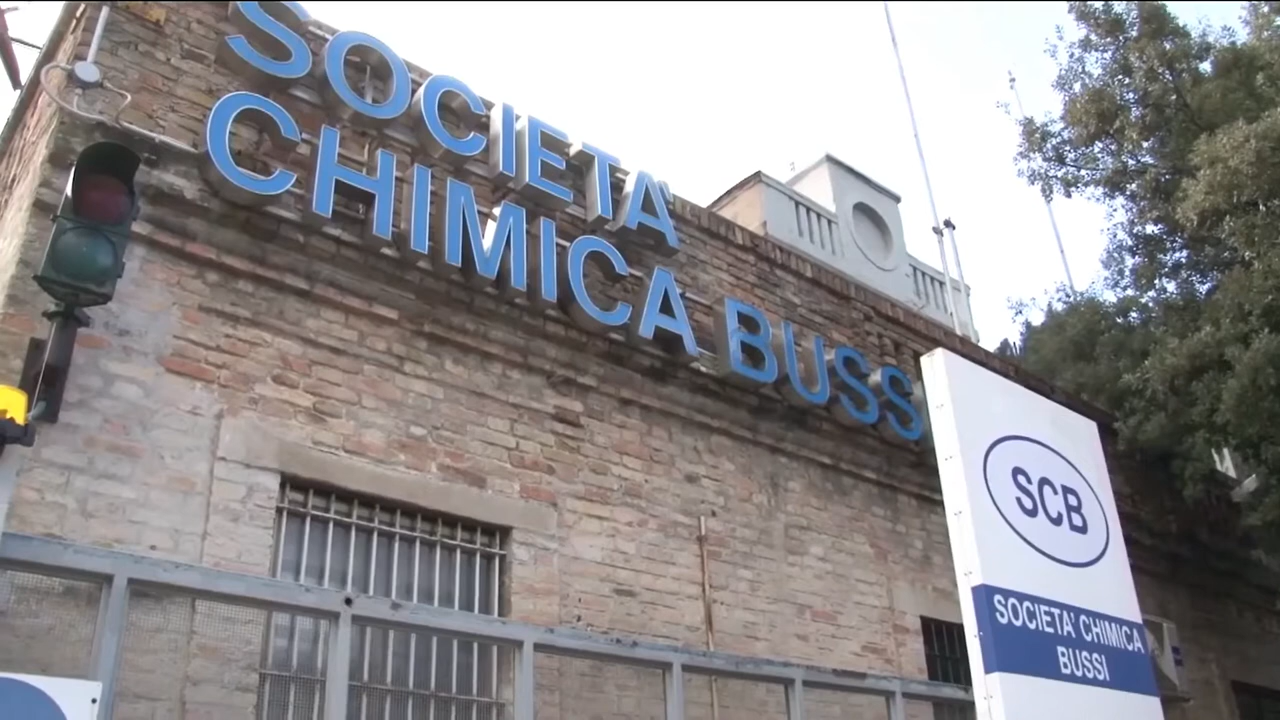 SOCIETA'
CHIMICA BUSS
SCB
SOCIETA' CHIMICA
BUSSI